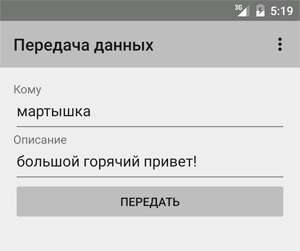 3G 5:19
Передача данных
Кому
мартышка
Описание
большой горячий привет!
ПЕРЕДАТЬ